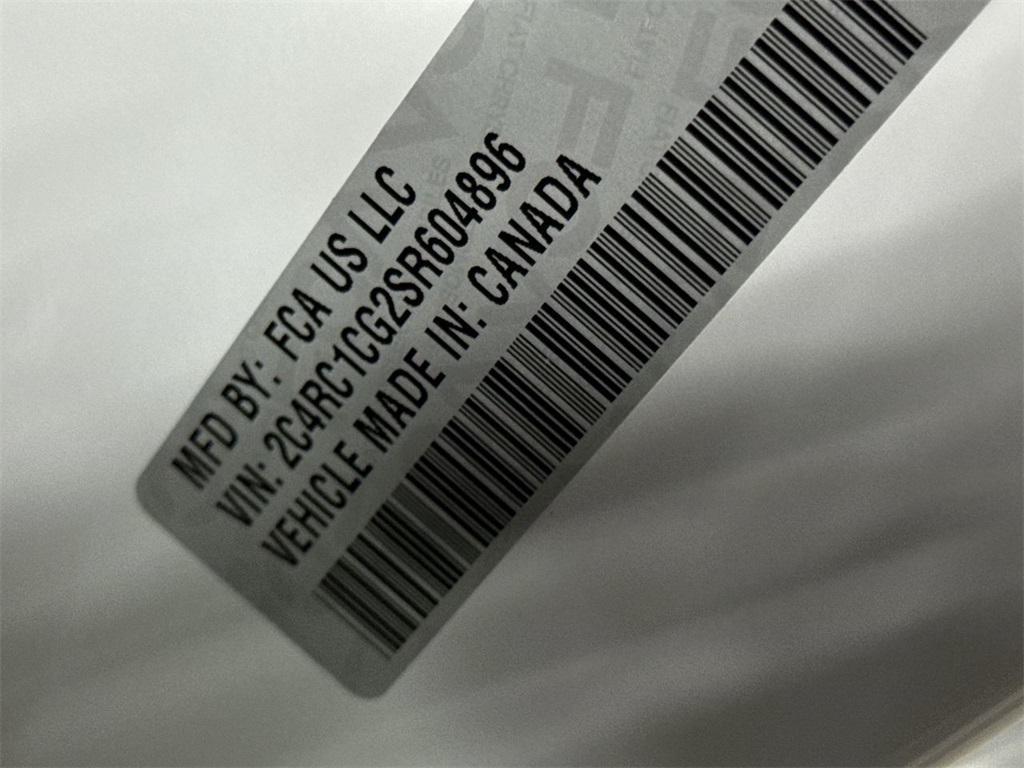 MFD BY: FCA US LLC
VIN: 2C4RC1CG2SR604896
VEHICLE MADE IN: CANADA